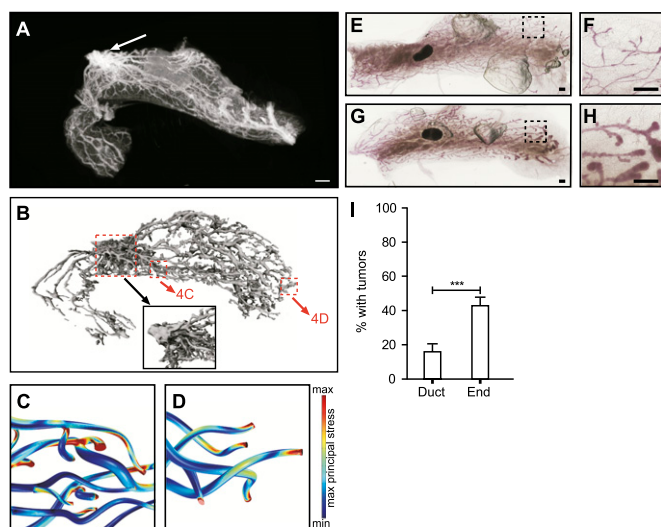 A
B
4C
4D
C
D
max
max principal stress
min
E
F
G
H
I
% with tumors
100
80
60
40
20
0
***
Duct
End